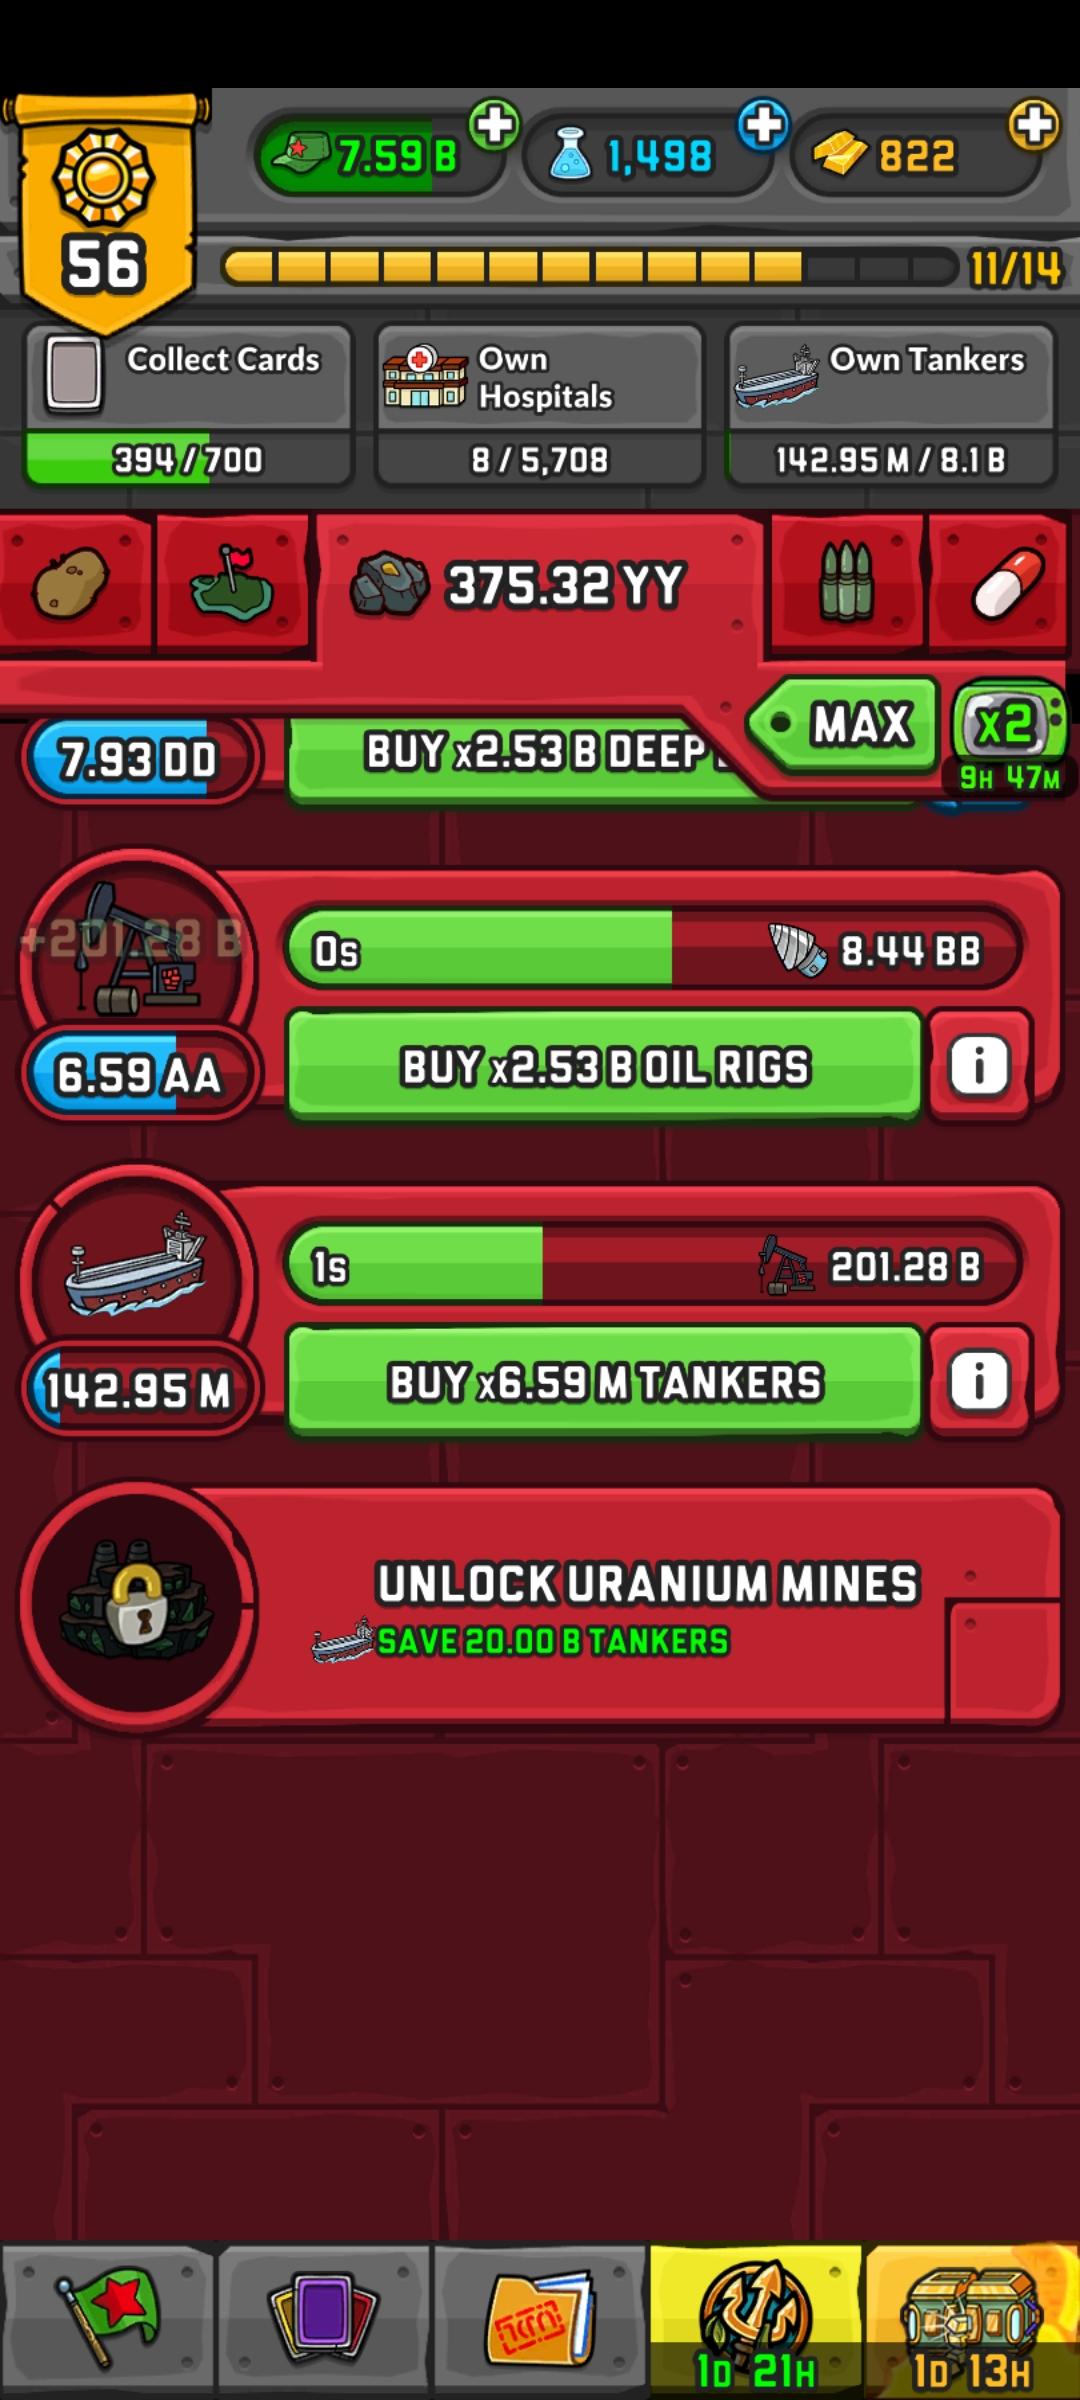 56
7.59 B
1,498
822
11/14
Collect Cards
394 / 700
Own
Hospitals
8 / 5,708
Own Tankers
142.95 M / 8.1 B
375.32 YY
MAX
x2
9H 47M
7.93 DD
BUY x2.53 B DEEP
+201.28 B
0s
8.44 BB
6.59 AA
BUY x2.53 B OIL RIGS
i
1s
201.28 B
142.95 M
BUY x6.59 M TANKERS
i
UNLOCK URANIUM MINES
SAVE 20.00 B TANKERS
1D 21H
1D 13H